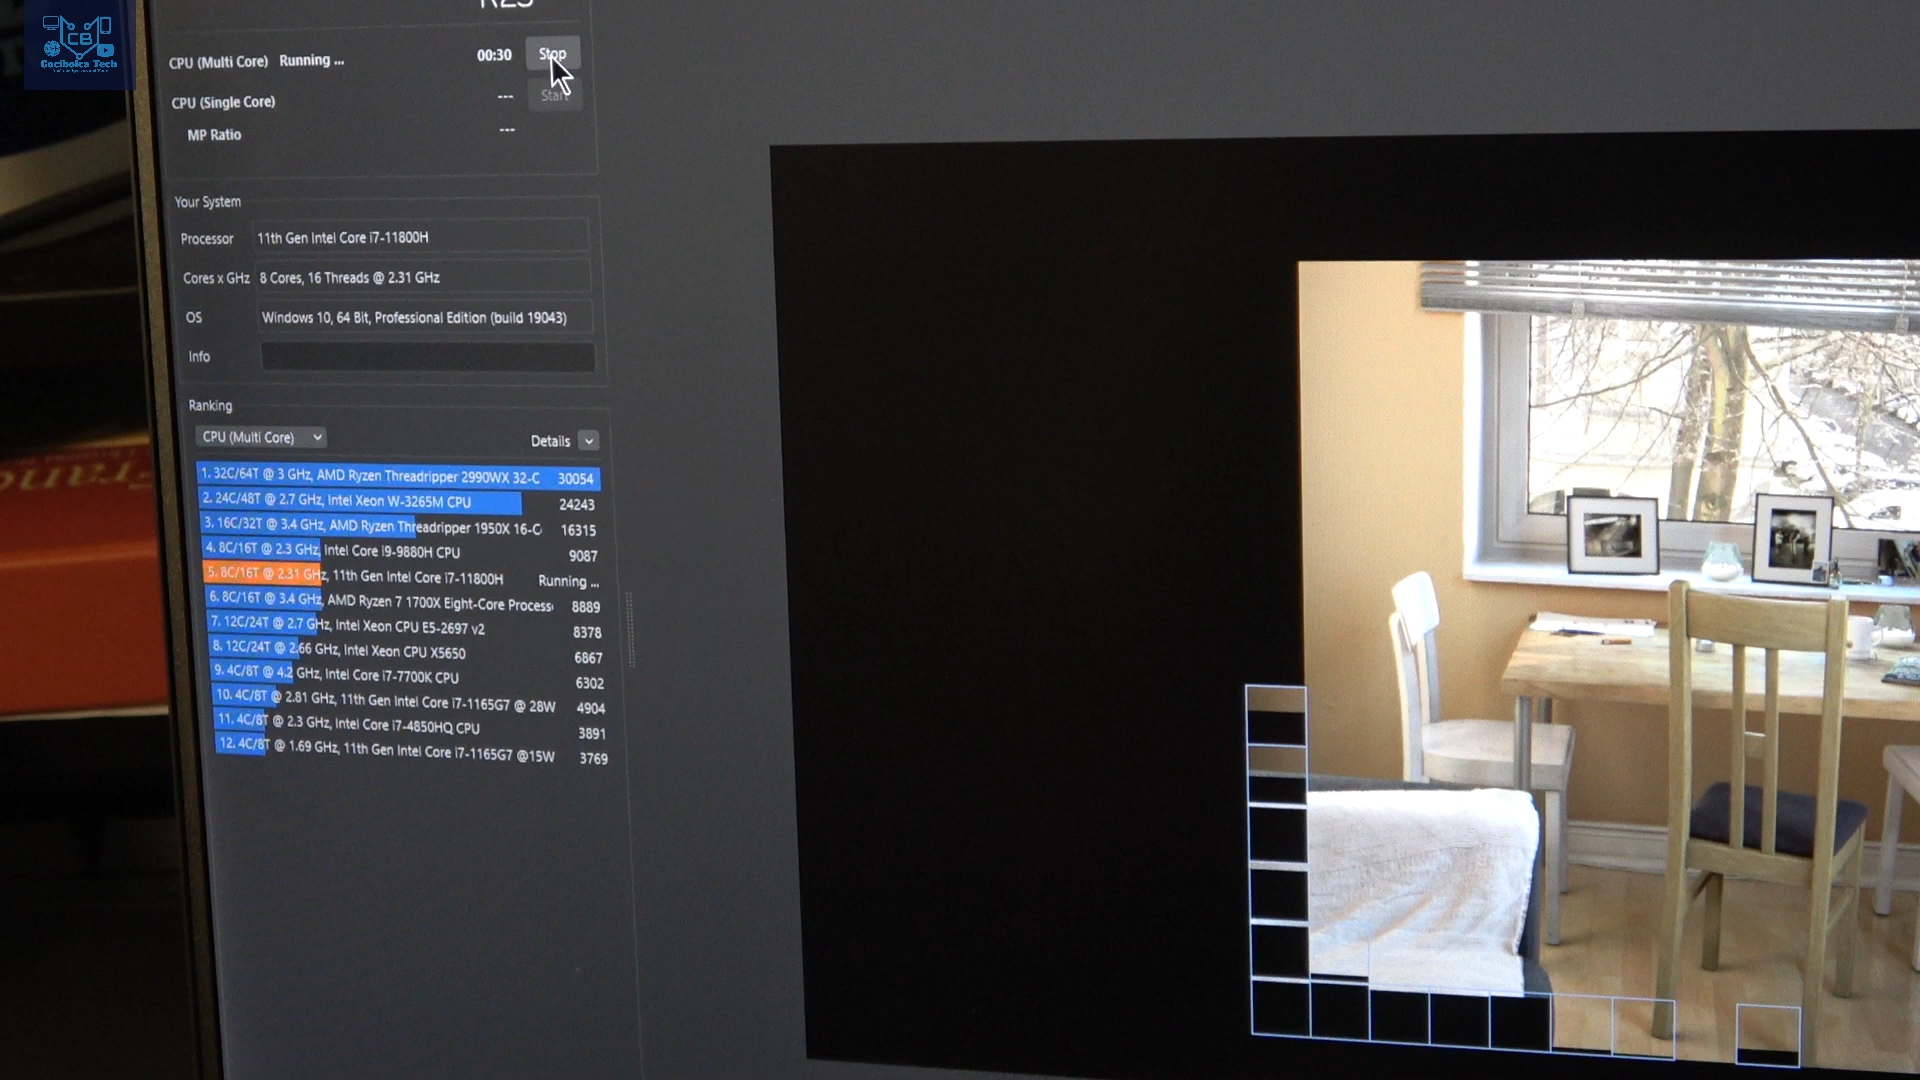 CB
Cocibolca Tech
R23
CPU (Multi Core) Running ... 00:30 Stop
CPU (Single Core) --- Start
MP Ratio ---
Your System
Processor 11th Gen Intel Core i7-11800H
Cores x GHz 8 Cores, 16 Threads @ 2.31 GHz
OS Windows 10, 64 Bit, Professional Edition (build 19043)
Info
Ranking
CPU (Multi Core) Details
1. 32C/64T @ 3 GHz, AMD Ryzen Threadripper 2990WX 32-C 30054
2. 24C/48T @ 2.7 GHz, Intel Xeon W-3265M CPU 24243
3. 16C/32T @ 3.4 GHz, AMD Ryzen Threadripper 1950X 16-C 16315
4. 8C/16T @ 2.3 GHz, Intel Core i9-9880H CPU 9087
5. 8C/16T @ 2.31 GHz, 11th Gen Intel Core i7-11800H Running ...
6. 8C/16T @ 3.4 GHz, AMD Ryzen 7 1700X Eight-Core Process 8889
7. 12C/24T @ 2.7 GHz, Intel Xeon CPU E5-2697 v2 8378
8. 12C/24T @ 2.66 GHz, Intel Xeon CPU X5650 6867
9. 4C/8T @ 4.2 GHz, Intel Core i7-7700K CPU 6302
10. 4C/8T @ 2.81 GHz, 11th Gen Intel Core i7-1165G7 @ 28W 4904
11. 4C/8T @ 2.3 GHz, Intel Core i7-4850HQ CPU 3891
12. 4C/8T @ 1.69 GHz, 11th Gen Intel Core i7-1165G7 @15W 3769